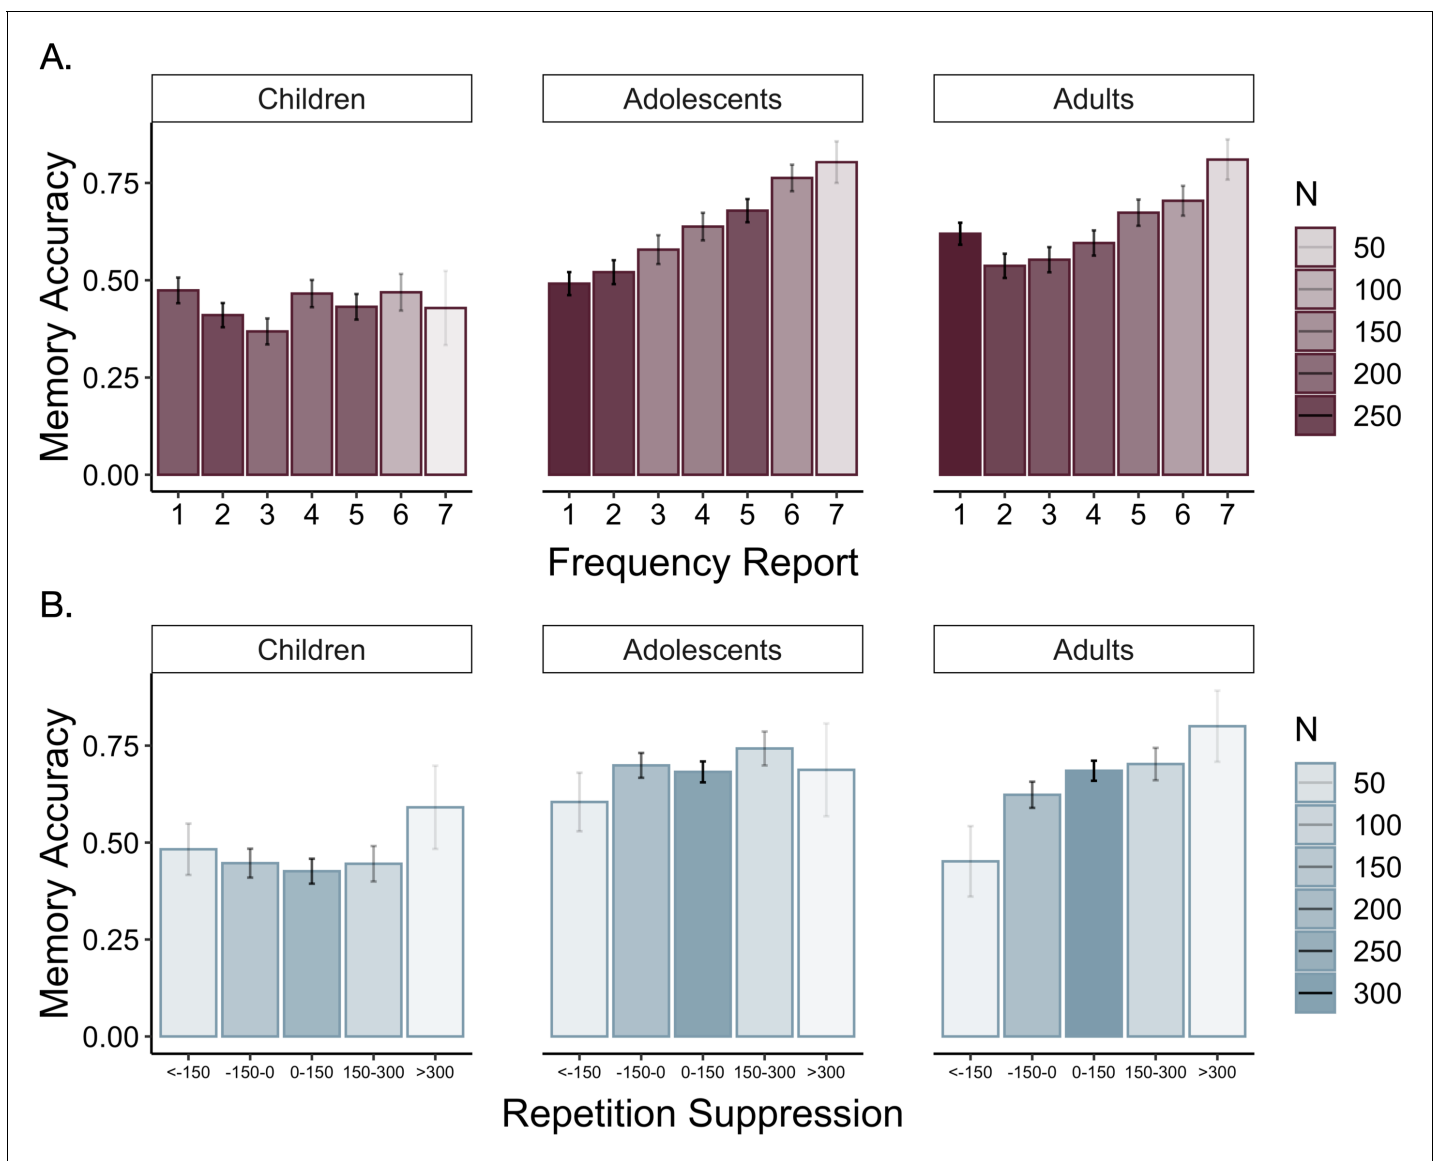 A.
Children Adolescents Adults
Memory Accuracy
0.75
0.50
0.25
0.00
1 2 3 4 5 6 7 1 2 3 4 5 6 7 1 2 3 4 5 6 7
Frequency Report
N
50
100
150
200
250
B.
Children Adolescents Adults
Memory Accuracy
0.75
0.50
0.25
0.00
<-150 -150-0 0-150 150-300 >300 <-150 -150-0 0-150 150-300 >300 <-150 -150-0 0-150 150-300 >300
Repetition Suppression
N
50
100
150
200
250
300